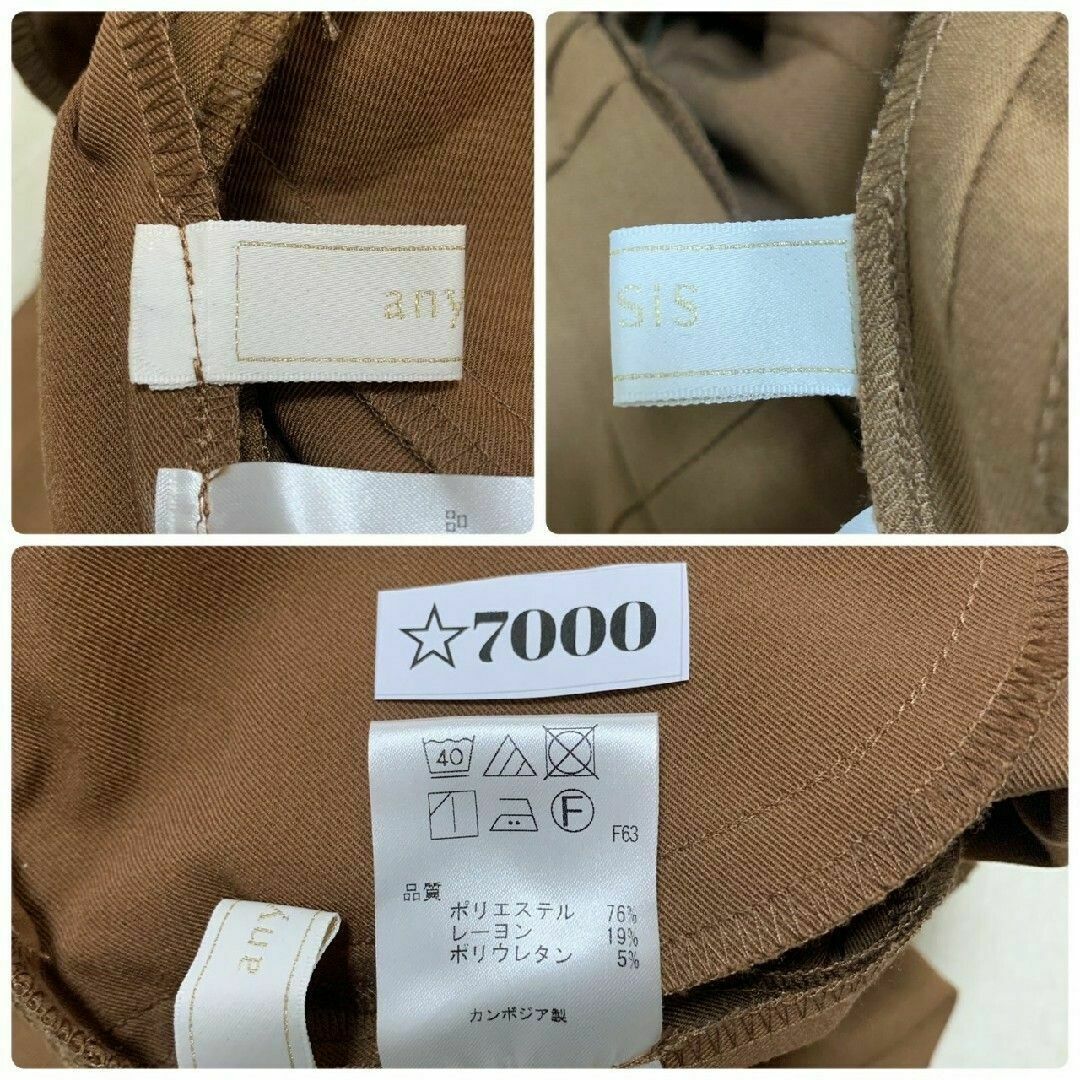 any
SIS
品
☆7000
40
F
F63
品質
ポリエステル 76%
レーヨン 19%
ポリウレタン 5%
カンボジア製
any